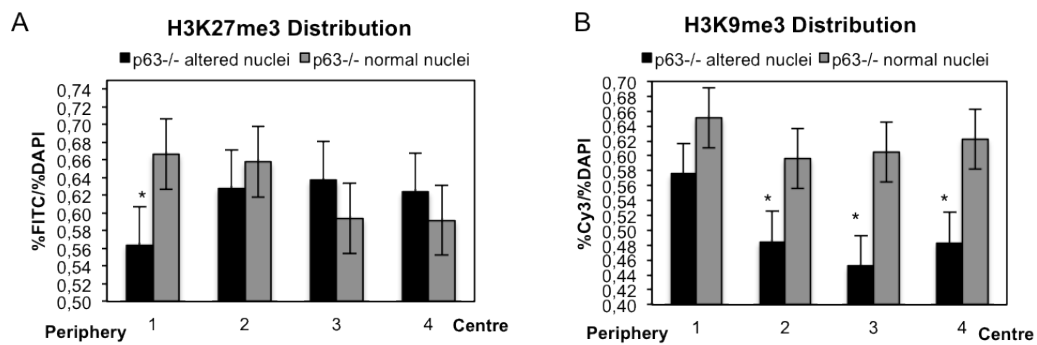 A
H3K27me3 Distribution
p63-/- altered nuclei
p63-/- normal nuclei
%FITC/%DAPI
0,74
0,72
0,70
0,68
0,66
0,64
0,62
0,60
0,58
0,56
0,54
0,52
0,50
*
Periphery
1
2
3
4
Centre
B
H3K9me3 Distribution
p63-/- altered nuclei
p63-/- normal nuclei
%Cy3/%DAPI
0,70
0,68
0,66
0,64
0,62
0,60
0,58
0,56
0,54
0,52
0,50
0,48
0,46
0,44
0,42
0,40
*
*
*
Periphery
1
2
3
4
Centre